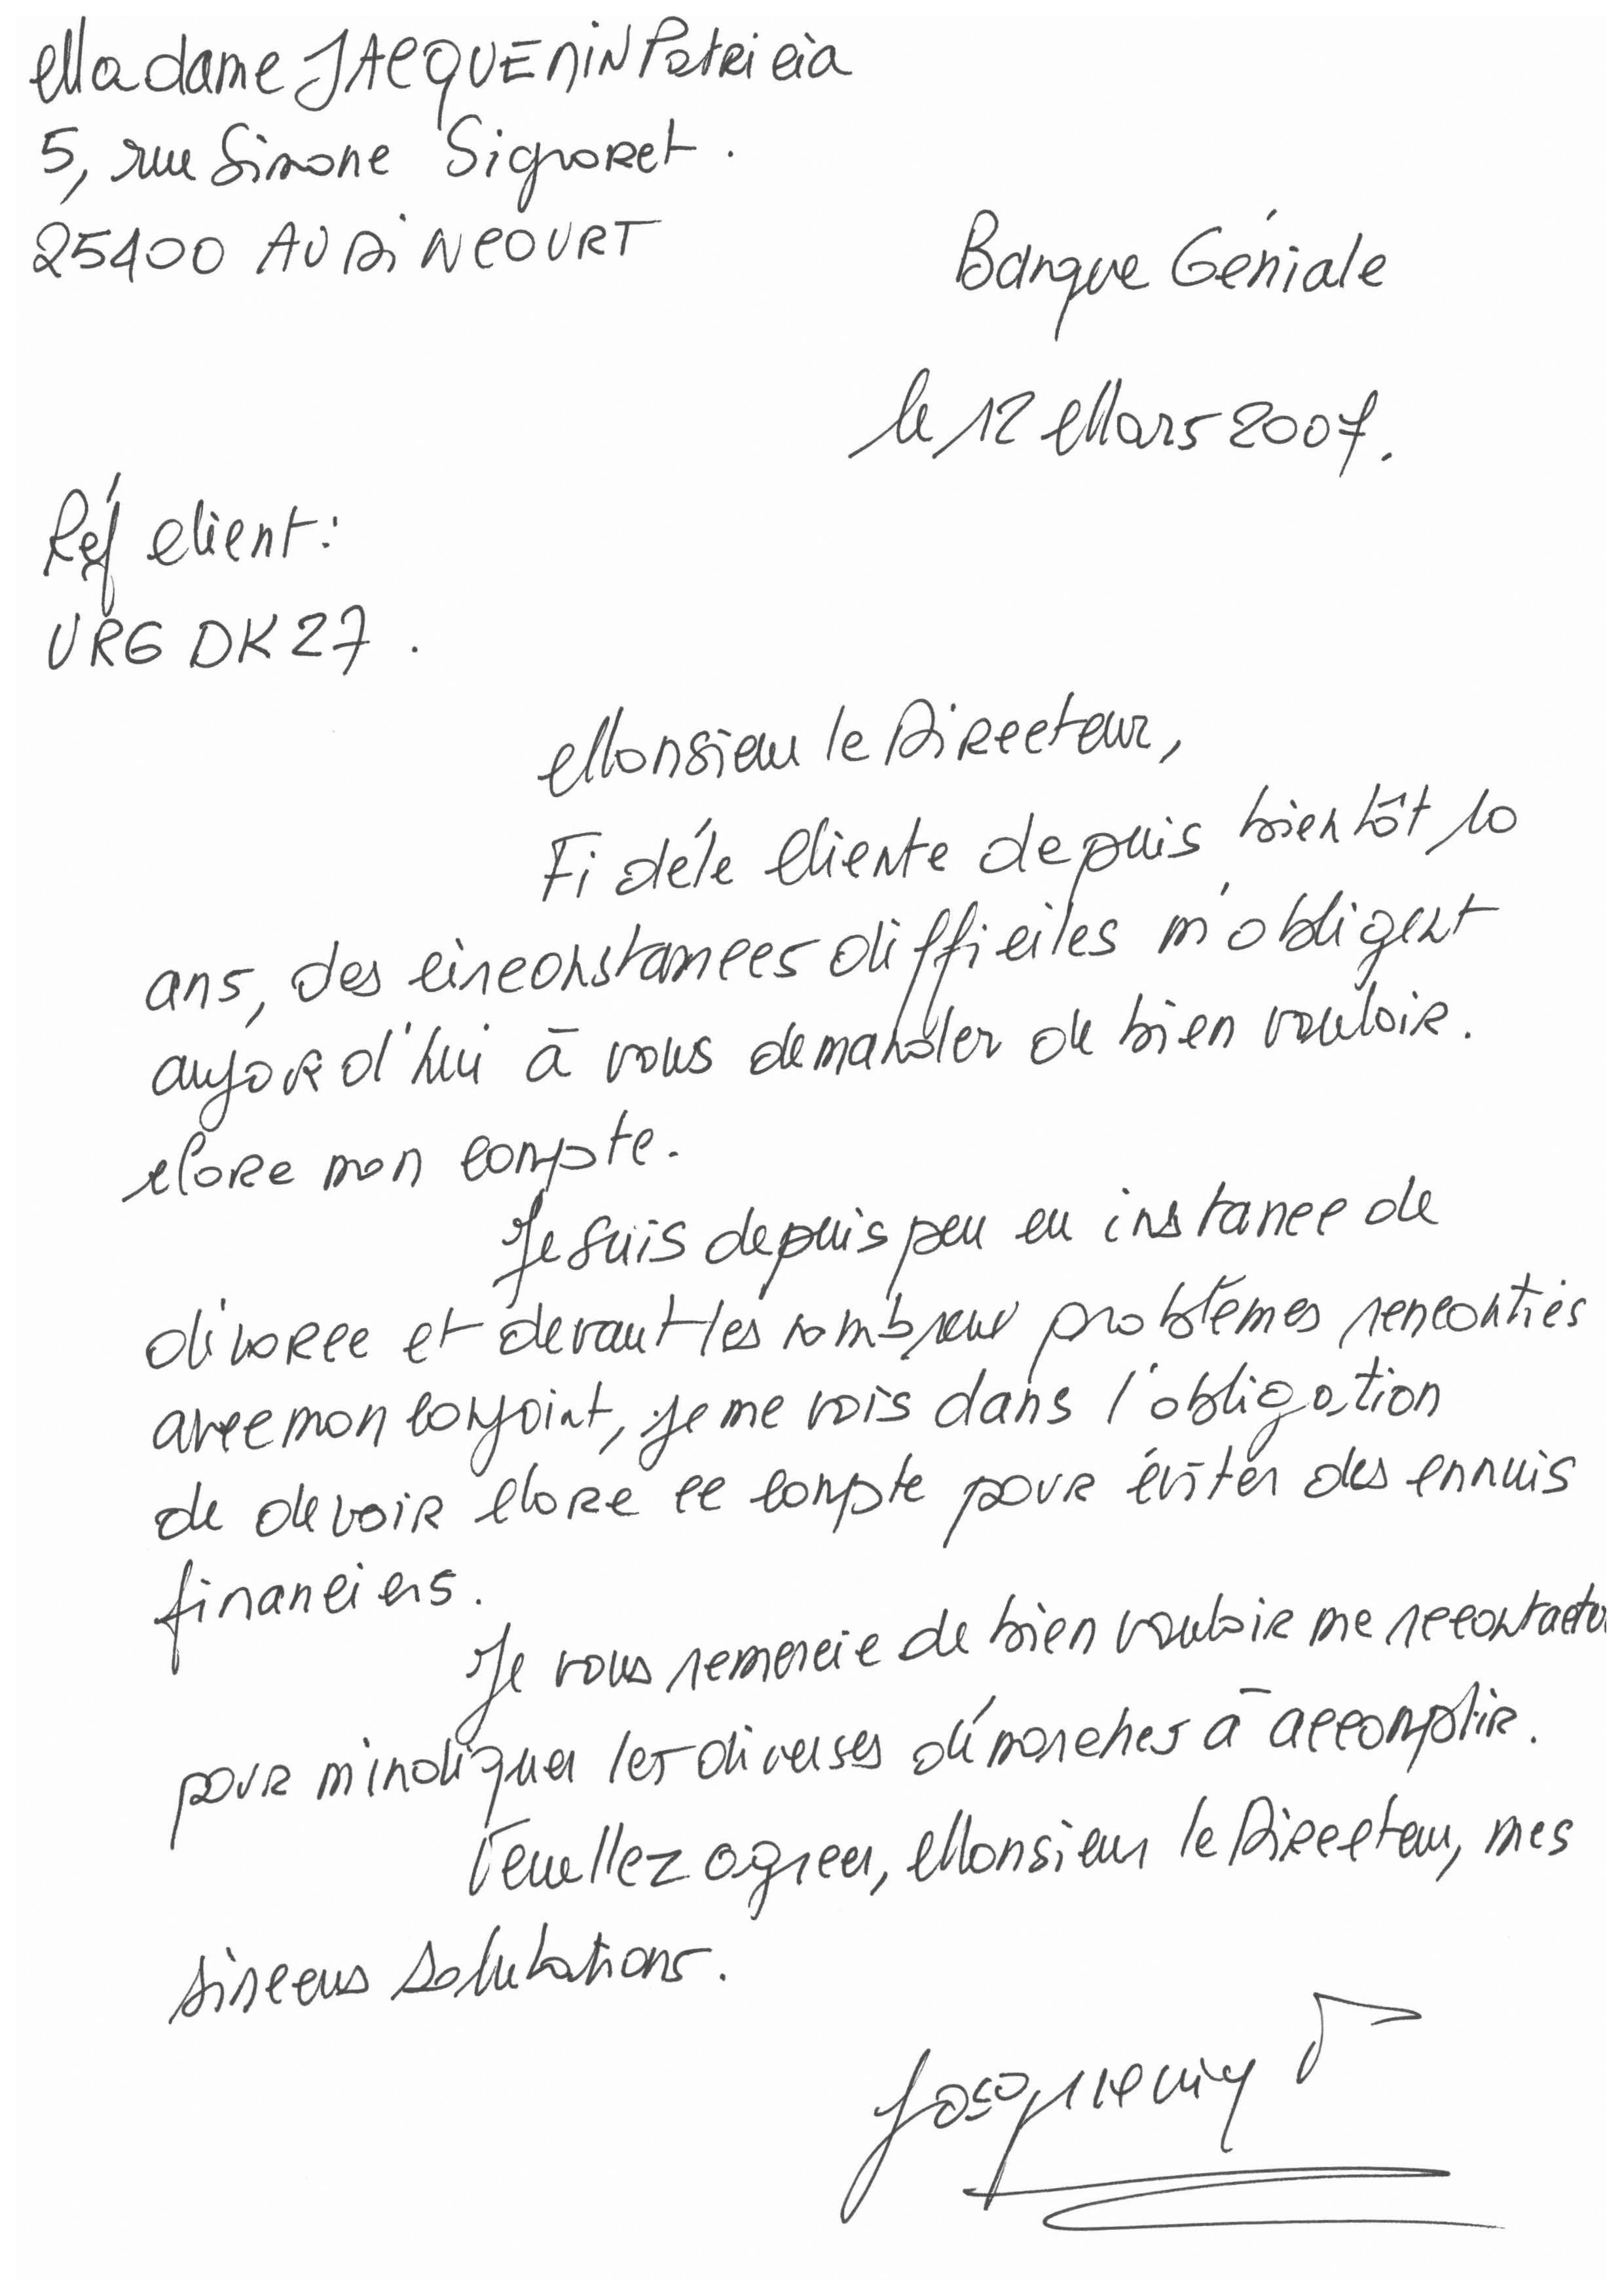 Madame JACQUENIN Patricia
5, rue Simone Signoret.
25400 AUDINCOURT
Banque Géniale
le 12 Mars 2007.
Réf client:
URG DK27.
Monsieur le Directeur,
Fidéle Cliente depuis bientôt 10
ans, des circonstances difficiles m'obligent
aujord'hui à vous demander de bien vouloir.
clore mon compte.
Je suis depuis peu en instance de
divorce et devant les nombreux problèmes rencontrés
avec mon conjoint, je me vois dans l'obligation
de devoir clore ce compte pour éviter des ennuis
financiers.
Je vous remercie de bien vouloir me recontacter
pour m'indiquer les diverses démarches à accomplir.
Veuillez agréer, Monsieur le Directeur, mes
sincères salutations.
Jacquenin P